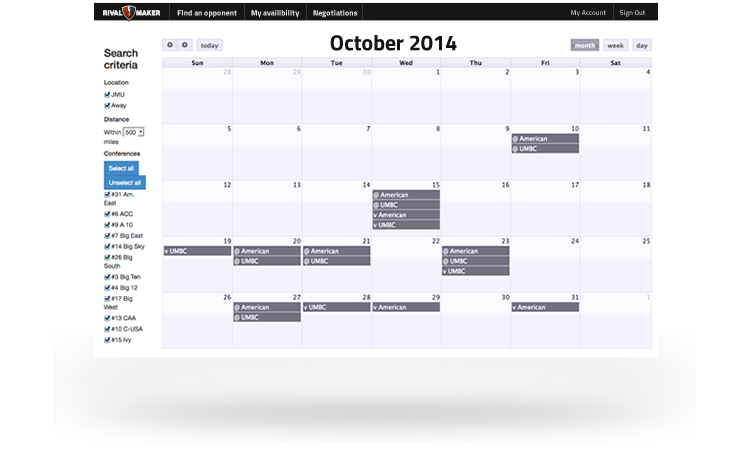 RIVAL MAKER Find an opponent My availibility Negotiations My Account Sign Out
Search
criteria
Location
JMU
Away
Distance
Within 500
miles
Conferences
Select all
Unselect all
#31 Am.
East
#6 ACC
#9 A 10
#7 Big East
#14 Big Sky
#26 Big
South
#3 Big Ten
#4 Big 12
#17 Big
West
#13 CAA
#10 C-USA
#15 Ivy
today October 2014 month week day
Sun Mon Tue Wed Thu Fri Sat
28 29 30 1 2 3 4
5 6 7 8 9 10 11
@ American
@ UMBC
12 13 14 15 16 17 18
@ American
@ UMBC
v American
v UMBC
19 20 21 22 23 24 25
v UMBC @ American @ American @ American
@ UMBC @ UMBC @ UMBC
v UMBC
26 27 28 29 30 31 1
@ American v UMBC v American v American
@ UMBC